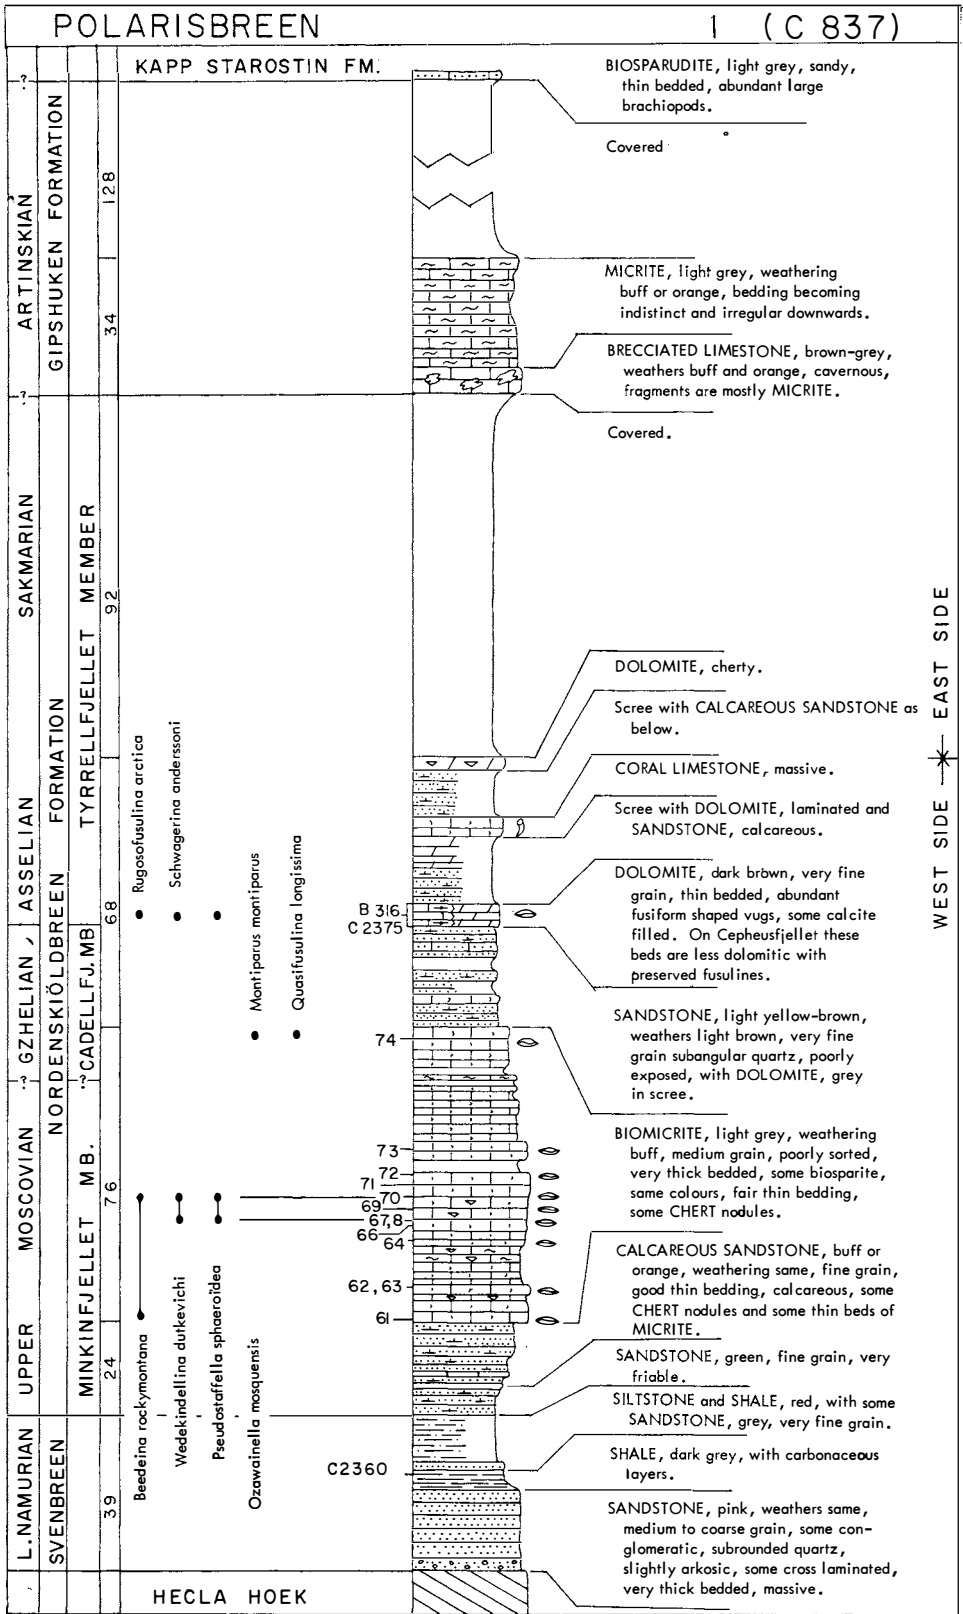 POLARISBREEN 1 (C 837)
KAPP STAROSTIN FM.
BIOSPARUDITE, light grey, sandy,
thin bedded, abundant large
brachiopods.
Covered
MICRITE, light grey, weathering
buff or orange, bedding becoming
indistinct and irregular downwards.
BRECCIATED LIMESTONE, brown-grey,
weathers buff and orange, cavernous,
fragments are mostly MICRITE.
Covered.
DOLOMITE, cherty.
Scree with CALCAREOUS SANDSTONE as
below.
CORAL LIMESTONE, massive.
Scree with DOLOMITE, laminated and
SANDSTONE, calcareous.
DOLOMITE, dark brown, very fine
grain, thin bedded, abundant
fusiform shaped vugs, some calcite
filled. On Cepheusfjellet these
beds are less dolomitic with
preserved fusulines.
SANDSTONE, light yellow-brown,
weathers light brown, very fine
grain subangular quartz, poorly
exposed, with DOLOMITE, grey
in scree.
BIOMICRITE, light grey, weathering
buff, medium grain, poorly sorted,
very thick bedded, some biosparite,
same colours, fair thin bedding,
some CHERT nodules.
CALCAREOUS SANDSTONE, buff or
orange, weathering same, fine grain,
good thin bedding, calcareous, some
CHERT nodules and some thin beds of
MICRITE.
SANDSTONE, green, fine grain, very
friable.
SILTSTONE and SHALE, red, with some
SANDSTONE, grey, very fine grain.
SHALE, dark grey, with carbonaceous
layers.
SANDSTONE, pink, weathers same,
medium to coarse grain, some con-
glomeratic, subrounded quartz,
slightly arkosic, some cross laminated,
very thick bedded, massive.
HECLA HOEK
L.NAMURIAN
UPPER MOSCOVIAN
-?-
GZHELIAN,
ASSELIAN
SAKMARIAN
-?-
ARTINSKIAN
-?-
SVENBREEN
NORDENSKIÖLDBREEN FORMATION
GIPSHUKEN FORMATION
MINKINFJELLET MB.
-?-
CADELLFJ.MB
TYRRELLFJELLET MEMBER
39
24
76
68
92
34
128
Beedeina rockymontana
Wedekindellina dutkevichi
Pseudostaffella sphaeroïdea
Ozawainella mosquensis
Rugosofusulina arctica
Schwagerina anderssoni
Montiparus montiparus
Quasifusulina longissima
B 316
C 2375
74
73
72
71
70
69
67,8
66
64
62,63
61
C2360
WEST SIDE
EAST SIDE